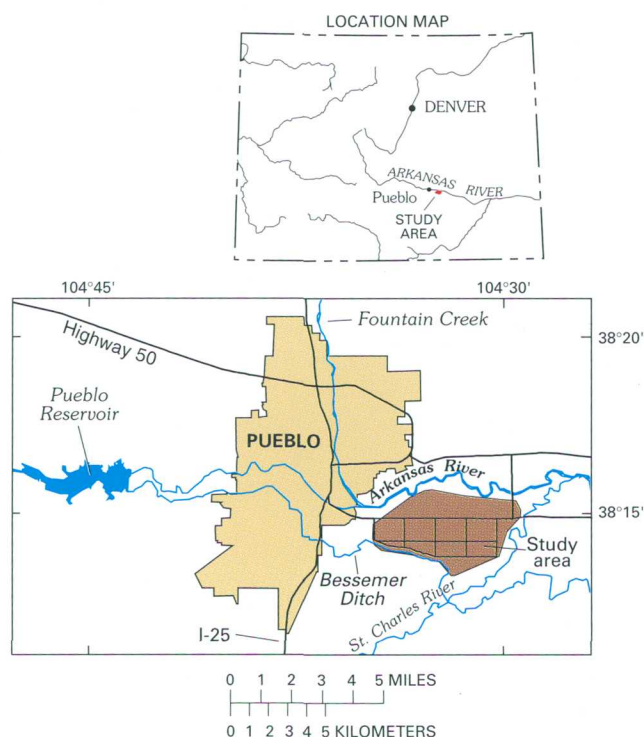 LOCATION MAP
DENVER
ARKANSAS RIVER
Pueblo
STUDY
AREA
104°45'
104°30'
Fountain Creek
38°20'
Highway 50
Pueblo
Reservoir
PUEBLO
Arkansas River
38°15'
Study
area
Bessemer
Ditch
St. Charles River
I-25
0 1 2 3 4 5 MILES
0 1 2 3 4 5 KILOMETERS